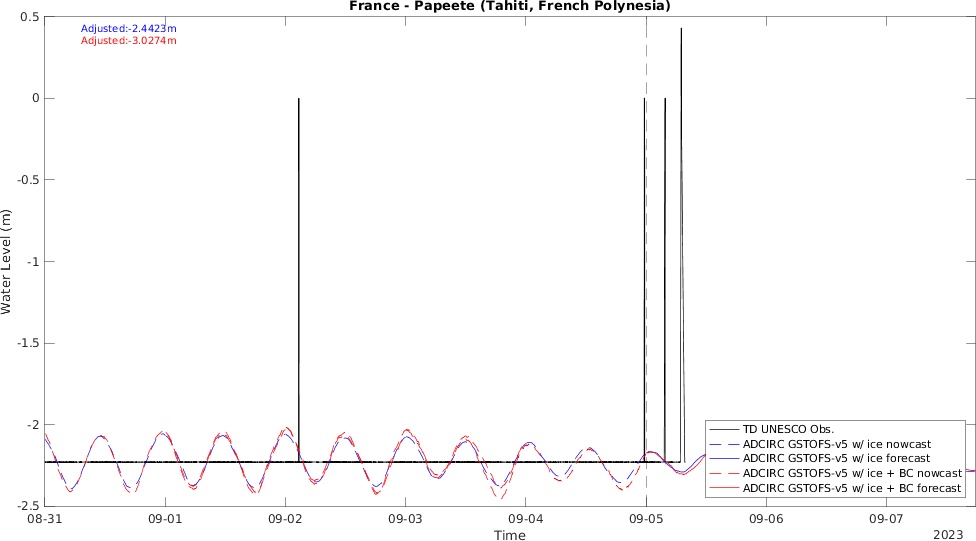 France - Papeete (Tahiti, French Polynesia)
Adjusted:-2.4423m
Adjusted:-3.0274m
0.5
0
-0.5
-1
-1.5
-2
-2.5
Water Level (m)
TD UNESCO Obs.
ADCIRC GSTOFS-v5 w/ ice nowcast
ADCIRC GSTOFS-v5 w/ ice forecast
ADCIRC GSTOFS-v5 w/ ice + BC nowcast
ADCIRC GSTOFS-v5 w/ ice + BC forecast
08-31 09-01 09-02 09-03 09-04 09-05 09-06 09-07
Time
2023